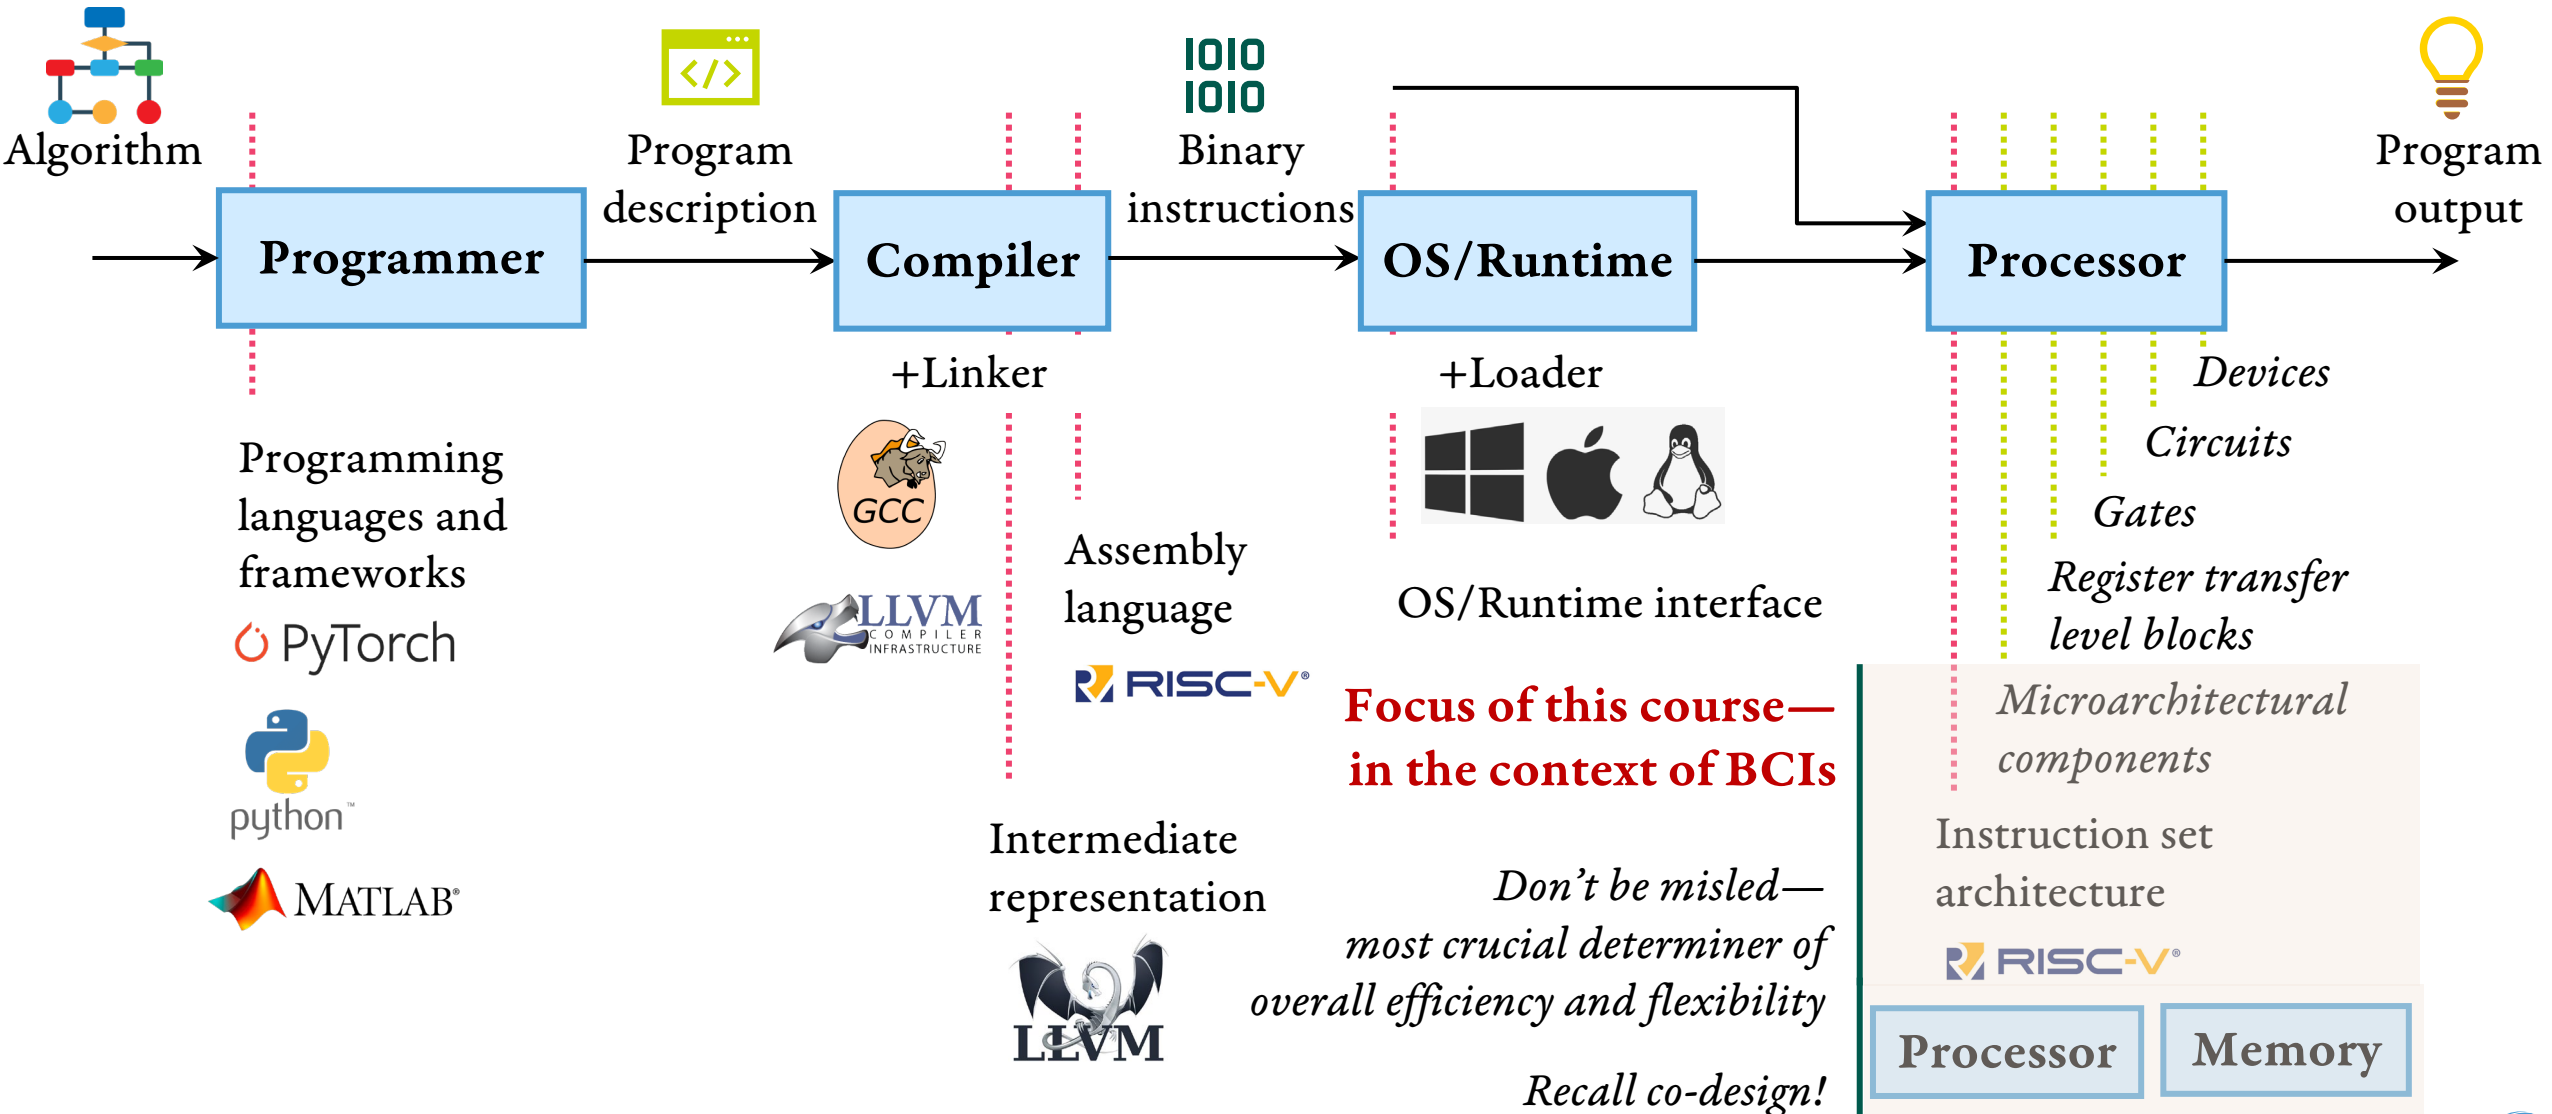 Algorithm
</>
Program
description
1010
1010
Binary
instructions
Program
output
Programmer
Compiler
OS/Runtime
Processor
+Linker
+Loader
Programming
languages and
frameworks
PyTorch
python™
MATLAB®
GCC
LLVM
COMPILER
INFRASTRUCTURE
Assembly
language
RISC-V®
Intermediate
representation
LLVM
OS/Runtime interface
Focus of this course—
in the context of BCIs
Don’t be misled—
most crucial determiner of
overall efficiency and flexibility
Recall co-design!
Devices
Circuits
Gates
Register transfer
level blocks
Microarchitectural
components
Instruction set
architecture
RISC-V®
Processor
Memory